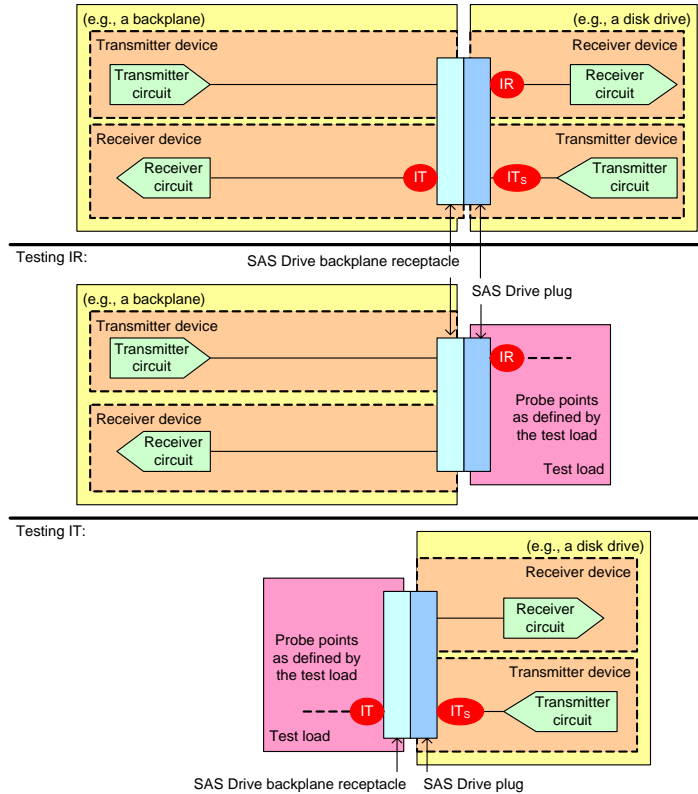 (e.g., a backplane)
(e.g., a disk drive)
Transmitter device
Receiver device
Transmitter
circuit
IR
Receiver
circuit
Receiver device
Transmitter device
Receiver
circuit
IT
ITS
Transmitter
circuit
Testing IR:
SAS Drive backplane receptacle
SAS Drive plug
(e.g., a backplane)
Transmitter device
Transmitter
circuit
IR
Receiver device
Receiver
circuit
Probe points
as defined by
the test load
Test load
Testing IT:
(e.g., a disk drive)
Receiver device
Receiver
circuit
Probe points
as defined by
the test load
Transmitter device
IT
ITS
Transmitter
circuit
Test load
SAS Drive backplane receptacle
SAS Drive plug